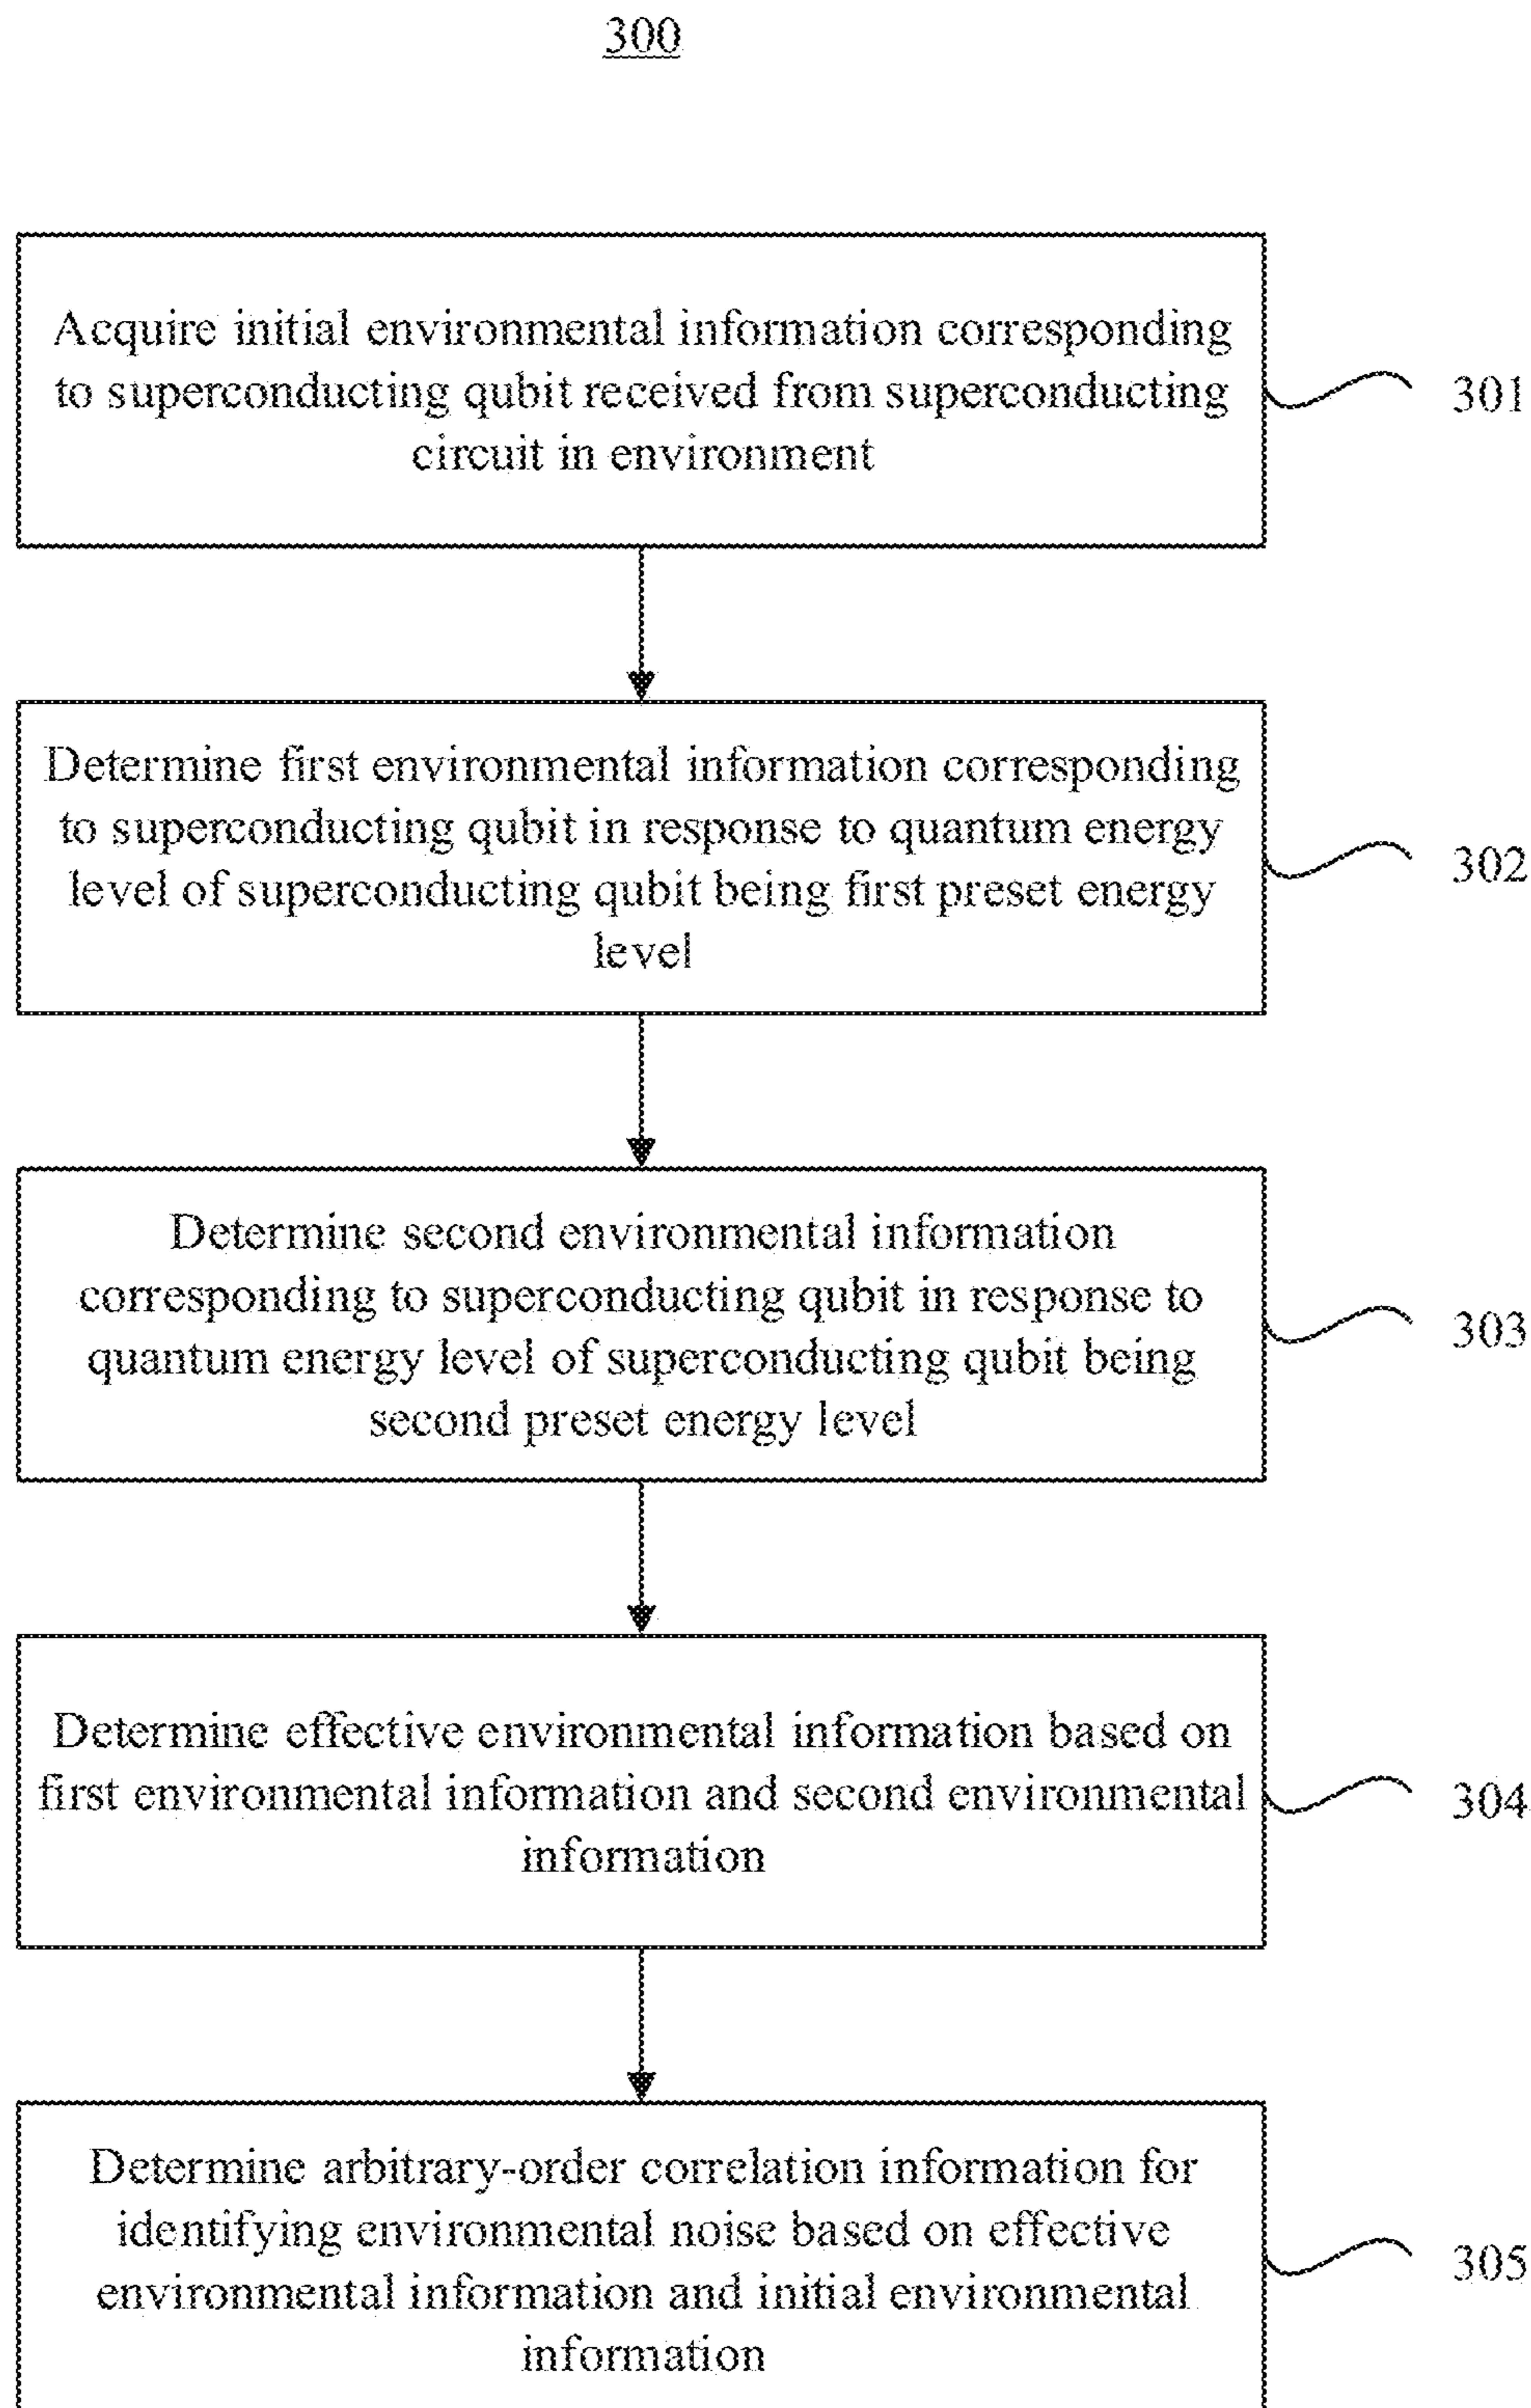 300
Acquire initial environmental information corresponding
to superconducting qubit received from superconducting
circuit in environment
301
Determine first environmental information corresponding
to superconducting qubit in response to quantum energy
level of superconducting qubit being first preset energy
level
302
Determine second environmental information
corresponding to superconducting qubit in response to
quantum energy level of superconducting qubit being
second preset energy level
303
Determine effective environmental information based on
first environmental information and second environmental
information
304
Determine arbitrary-order correlation information for
identifying environmental noise based on effective
environmental information and initial environmental
information
305